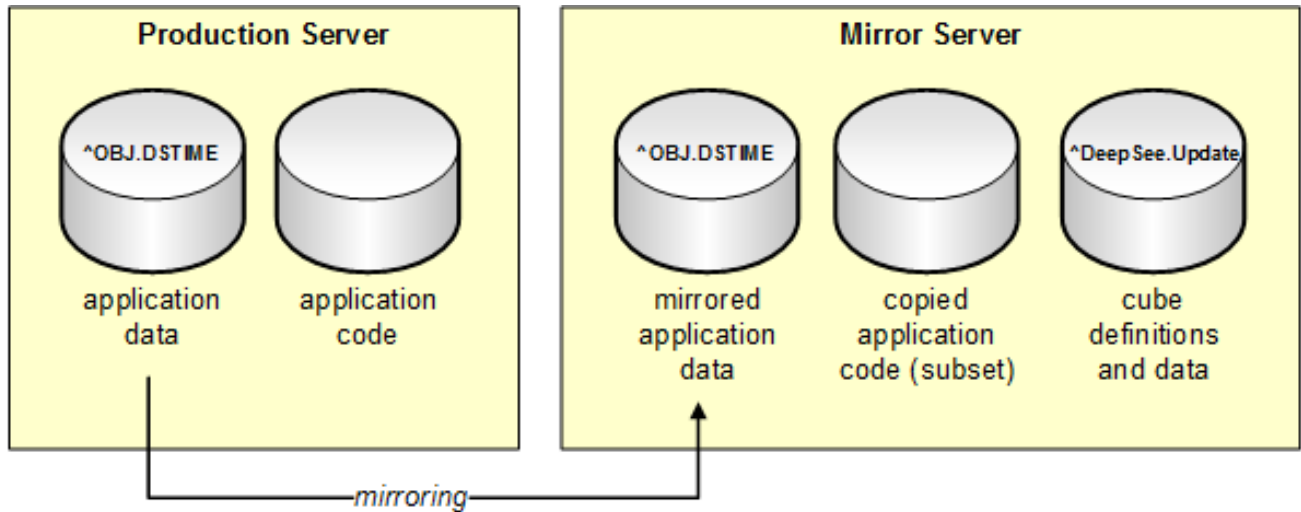 Production Server
Mirror Server
^OBJ.DSTIME
^OBJ.DSTIME
^DeepSee.Update
application
data
application
code
mirrored
application
data
copied
application
code (subset)
cube
definitions
and data
mirroring